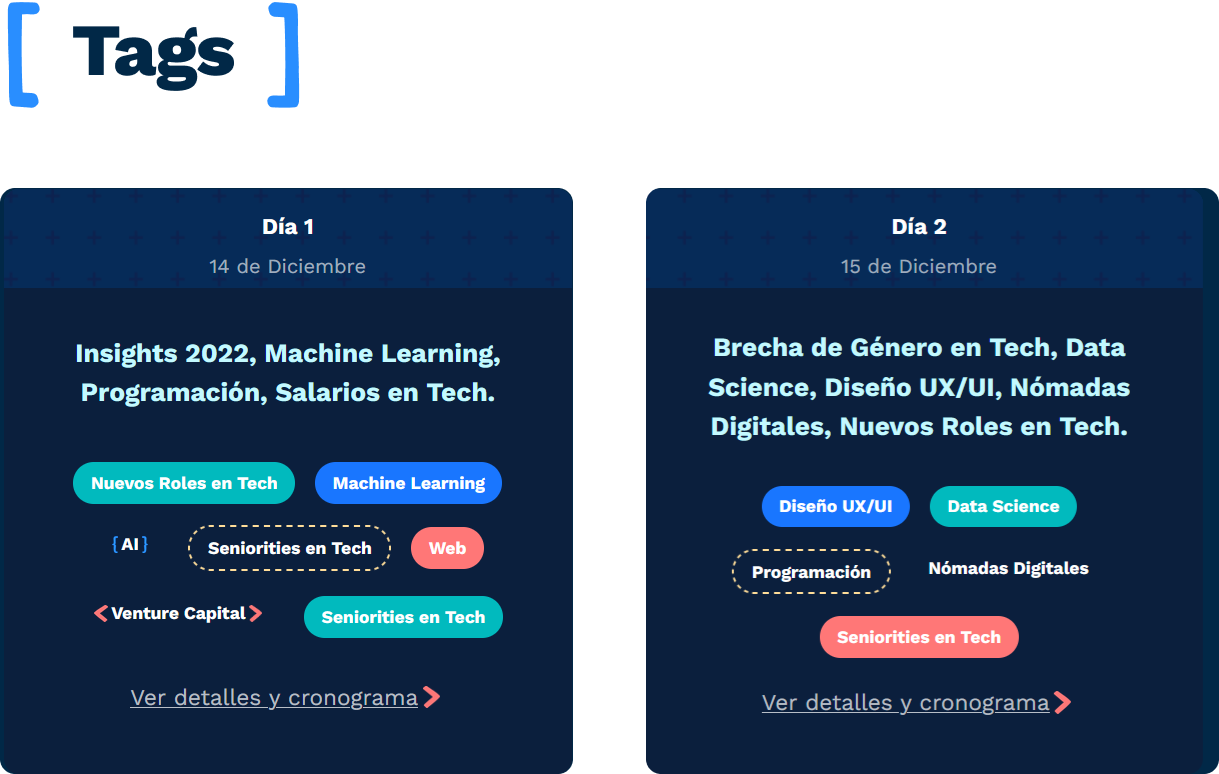 [ Tags ]
Día 1
14 de Diciembre
Insights 2022, Machine Learning,
Programación, Salarios en Tech.
Nuevos Roles en Tech
Machine Learning
{AI}
Seniorities en Tech
Web
<Venture Capital>
Seniorities en Tech
Ver detalles y cronograma >
Día 2
15 de Diciembre
Brecha de Género en Tech, Data
Science, Diseño UX/UI, Nómadas
Digitales, Nuevos Roles en Tech.
Diseño UX/UI
Data Science
Programación
Nómadas Digitales
Seniorities en Tech
Ver detalles y cronograma >